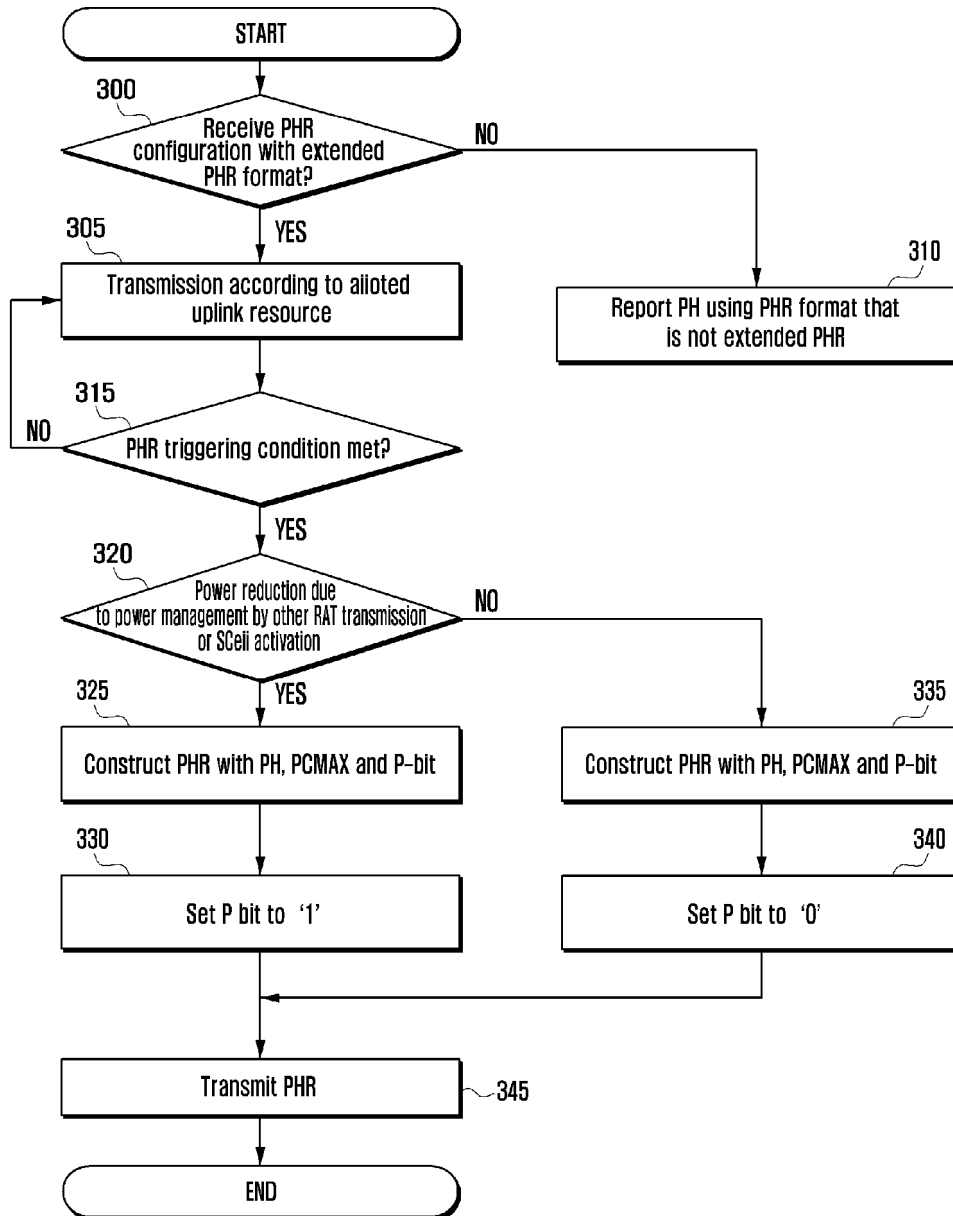 START
300
Receive PHR
configuration with extended
PHR format?
NO
YES
305
Transmission according to aiioted
uplink resource
310
Report PH using PHR format that
is not extended PHR
315
NO
PHR triggering condition met?
YES
320
Power reduction due
to power management by other RAT transmission
or SCeii activation
NO
YES
325
Construct PHR with PH, PCMAX and P-bit
335
Construct PHR with PH, PCMAX and P-bit
330
Set P bit to ‘1’
340
Set P bit to ‘0’
Transmit PHR
345
END